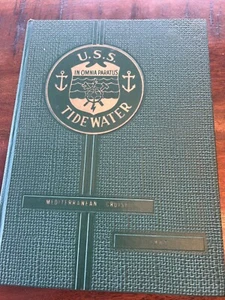 U.S.S.
IN OMNIA PARATUS
TIDEWATER
MEDITERRANEAN CRUISE